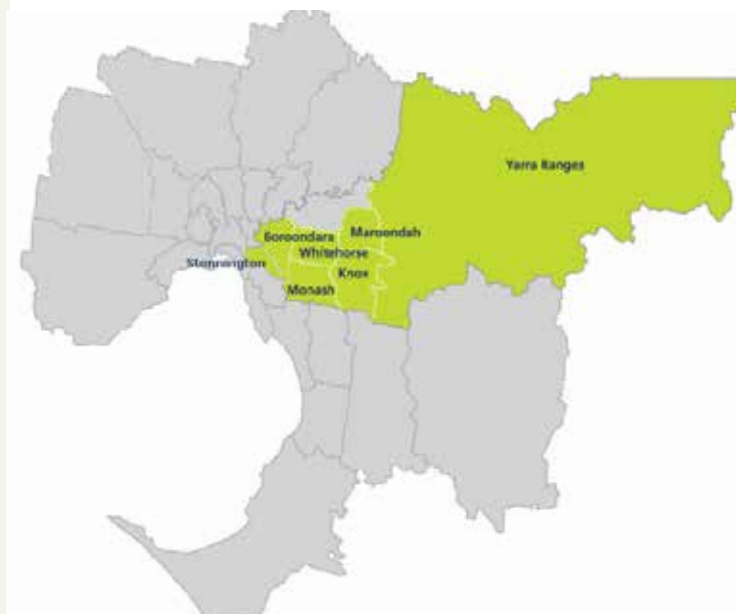 Yarra Ranges
Maroondah
Boroondara
Whitehorse
Stonnington
Knox
Monash